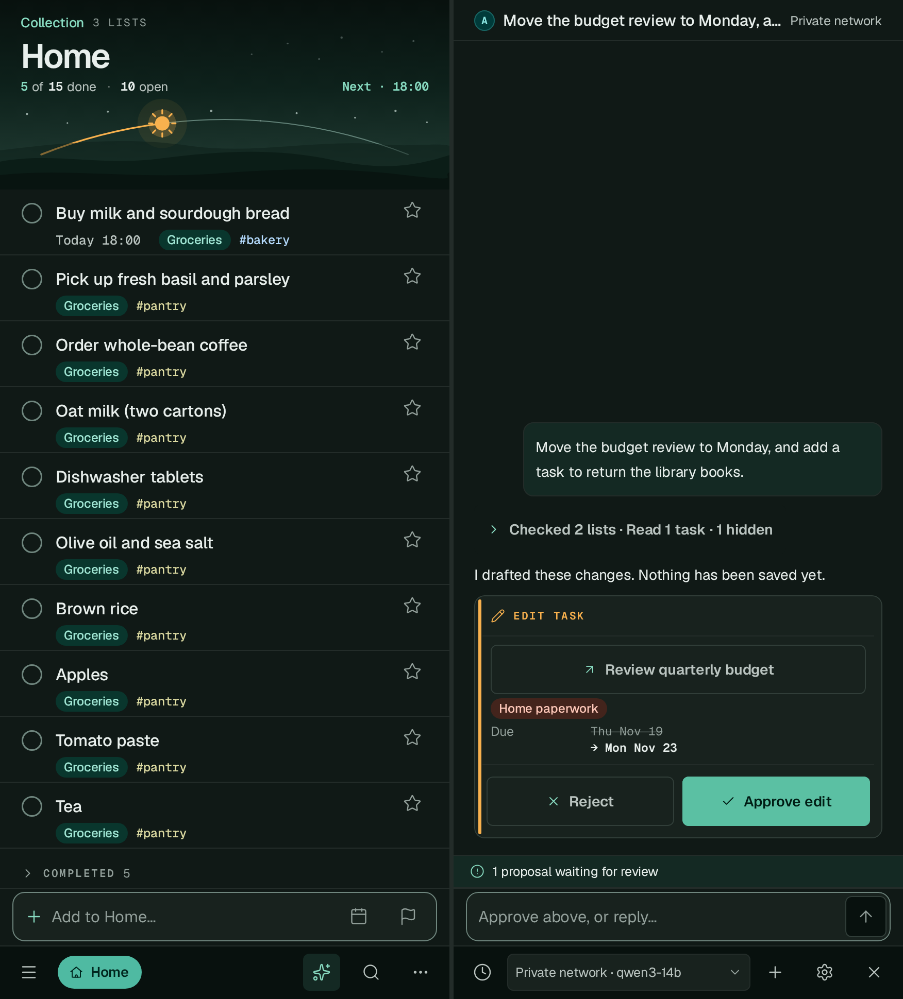 Collection 3 LISTS
Home
5 of 15 done · 10 open
Next · 18:00
Buy milk and sourdough bread
Today 18:00 Groceries #bakery
Pick up fresh basil and parsley
Groceries #pantry
Order whole-bean coffee
Groceries #pantry
Oat milk (two cartons)
Groceries #pantry
Dishwasher tablets
Groceries #pantry
Olive oil and sea salt
Groceries #pantry
Brown rice
Groceries #pantry
Apples
Groceries #pantry
Tomato paste
Groceries #pantry
Tea
Groceries #pantry
COMPLETED 5
Add to Home...
Home
A Move the budget review to Monday, a... Private network
Move the budget review to Monday, and add a
task to return the library books.
Checked 2 lists · Read 1 task · 1 hidden
I drafted these changes. Nothing has been saved yet.
EDIT TASK
Review quarterly budget
Home paperwork
Due Thu Nov 19
→ Mon Nov 23
Reject
Approve edit
1 proposal waiting for review
Approve above, or reply...
Private network · qwen3-14b